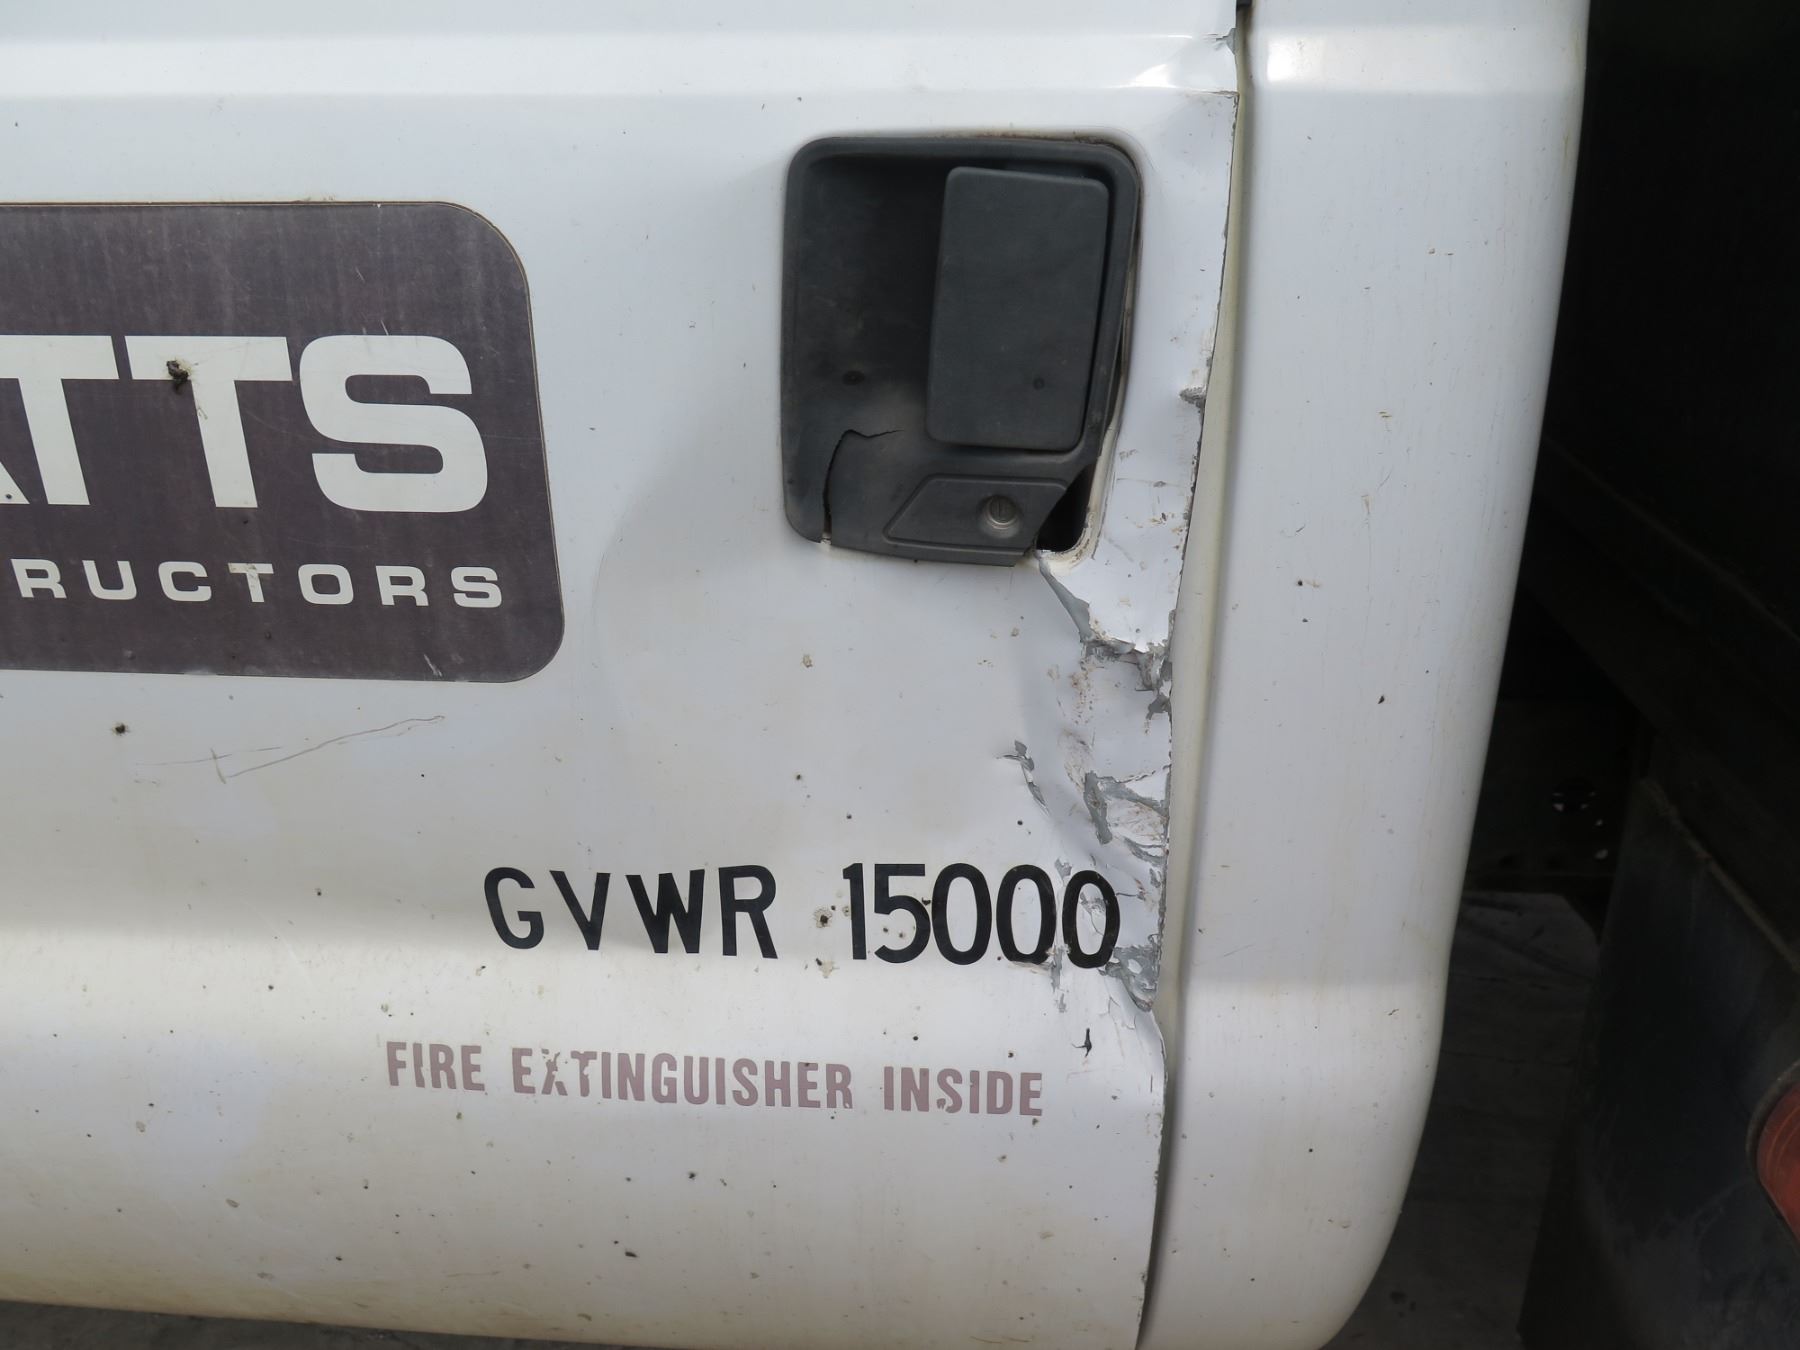 ATTS
RUCTORS
GVWR 15000
FIRE EXTINGUISHER INSIDE